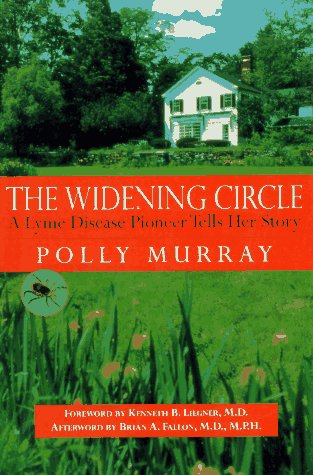 THE WIDENING CIRCLE
A Lyme Disease Pioneer Tells Her Story
POLLY MURRAY
FOREWORD BY KENNETH B. LIEGNER, M.D.
AFTERWORD BY BRIAN A. FALLON, M.D., M.P.H.